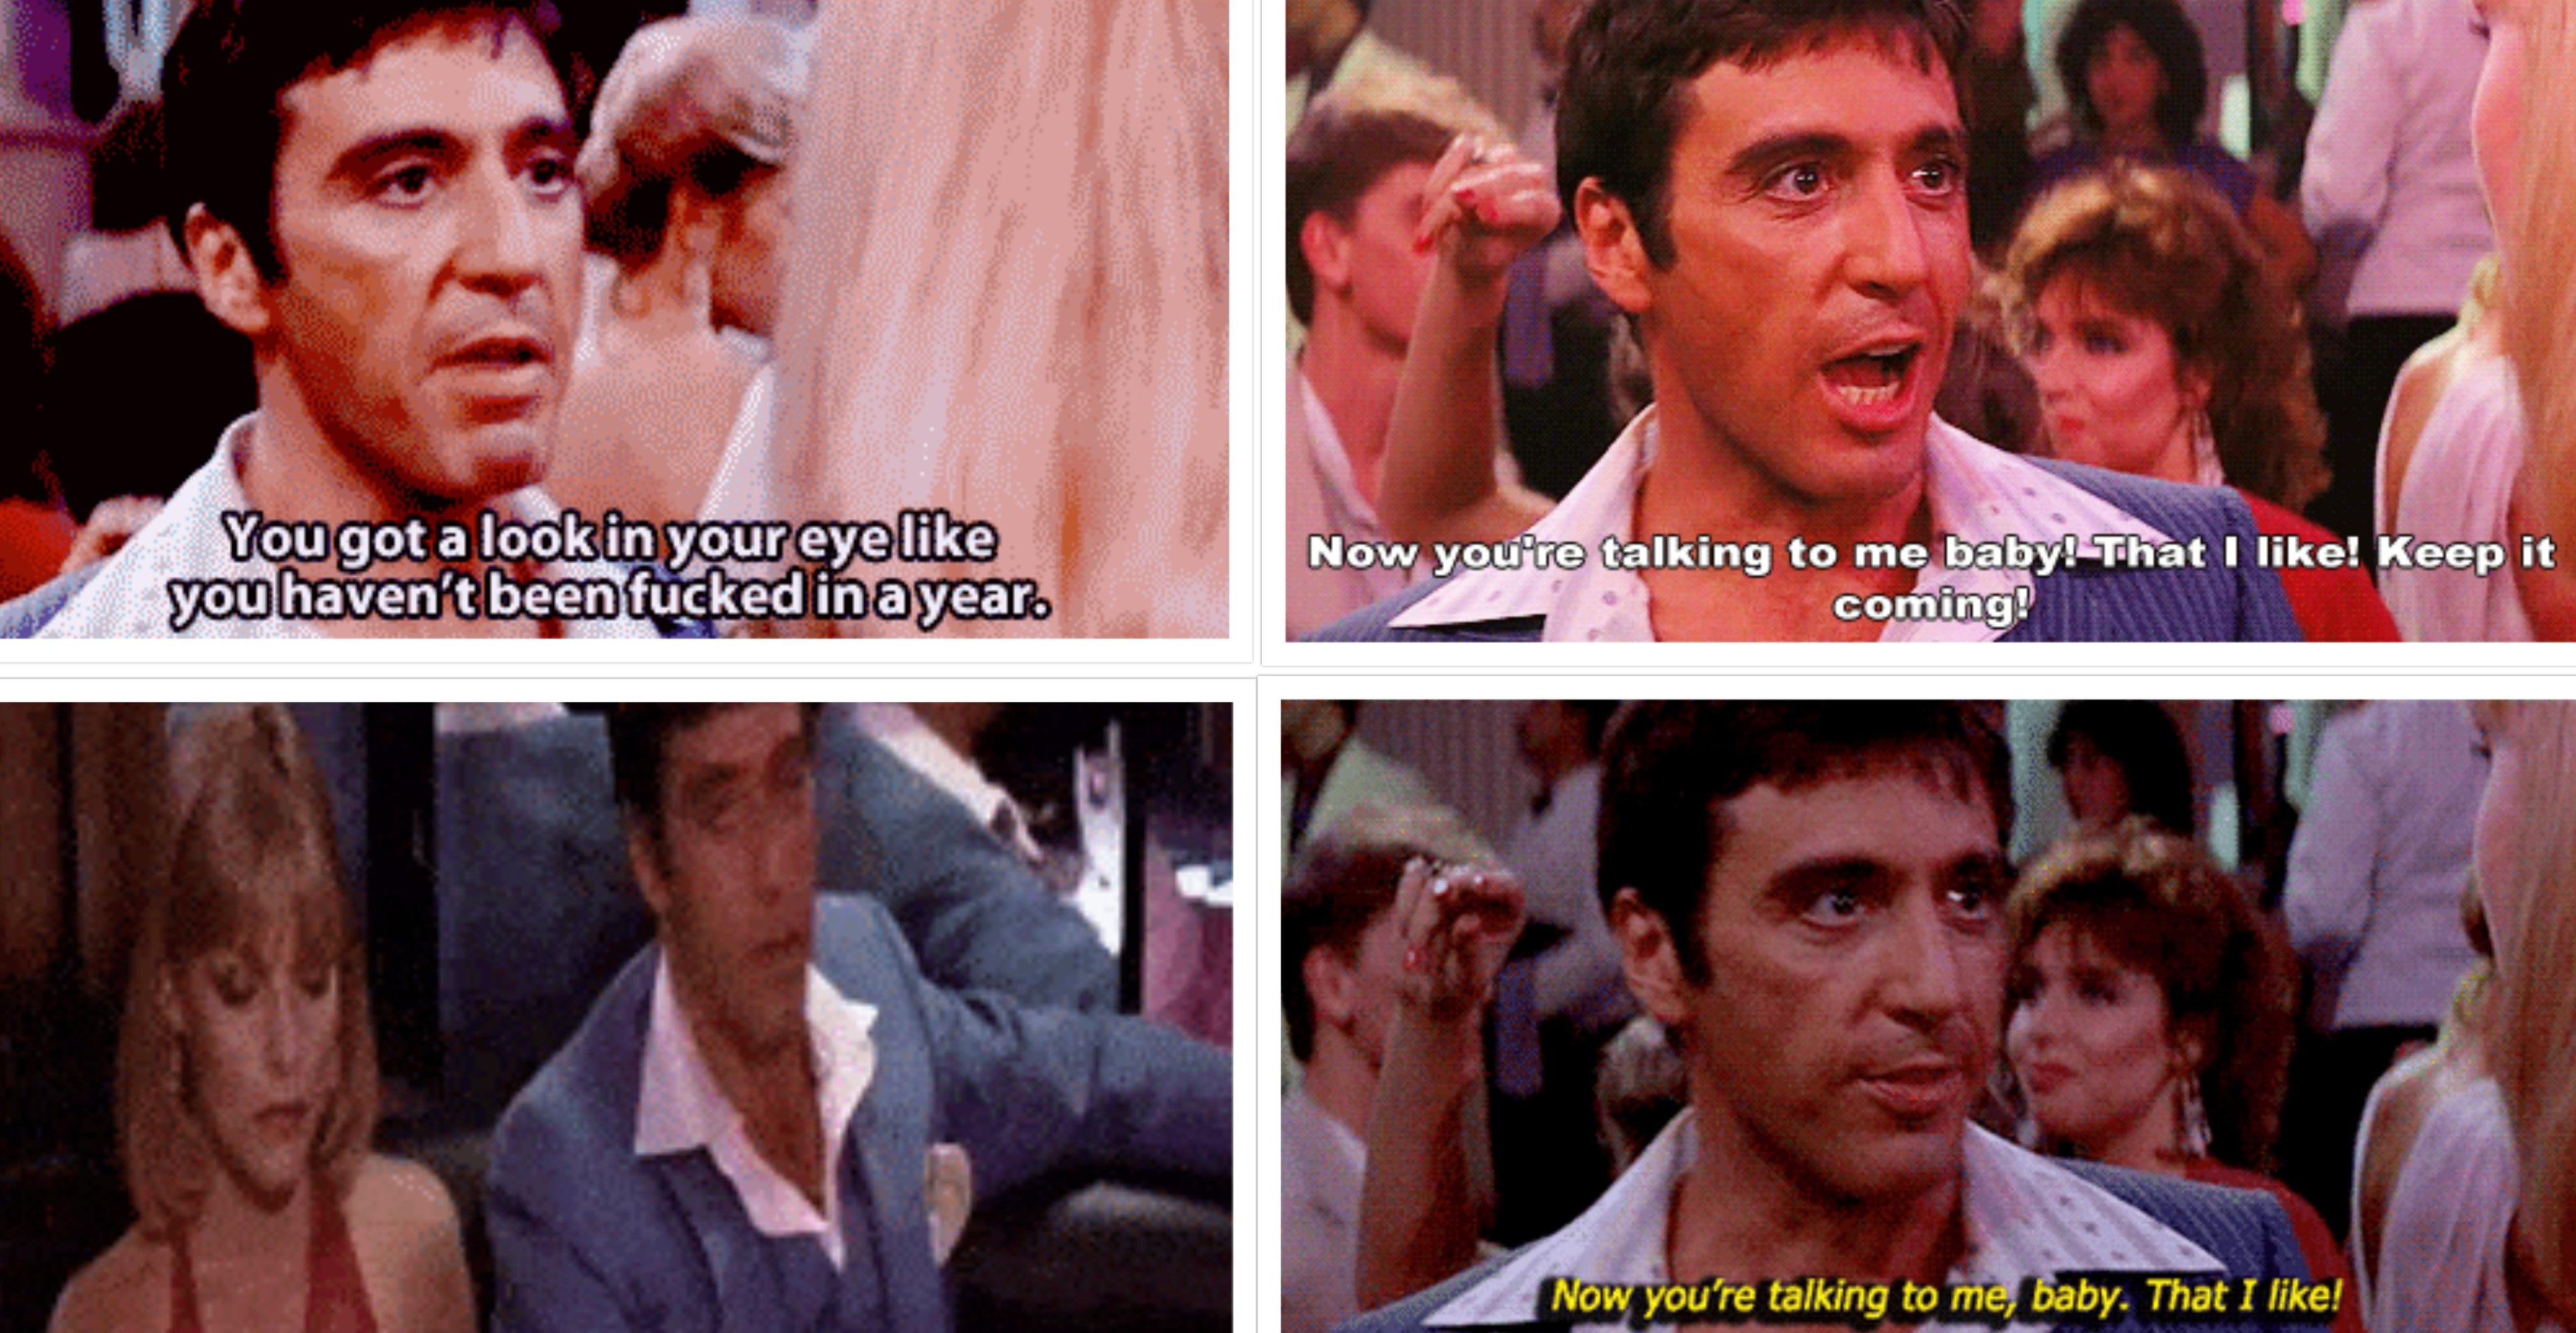 You got a look in your eye like
you haven't been fucked in a year.
Now you're talking to me baby! That I like! Keep it
coming!
Now you're talking to me, baby. That I like!